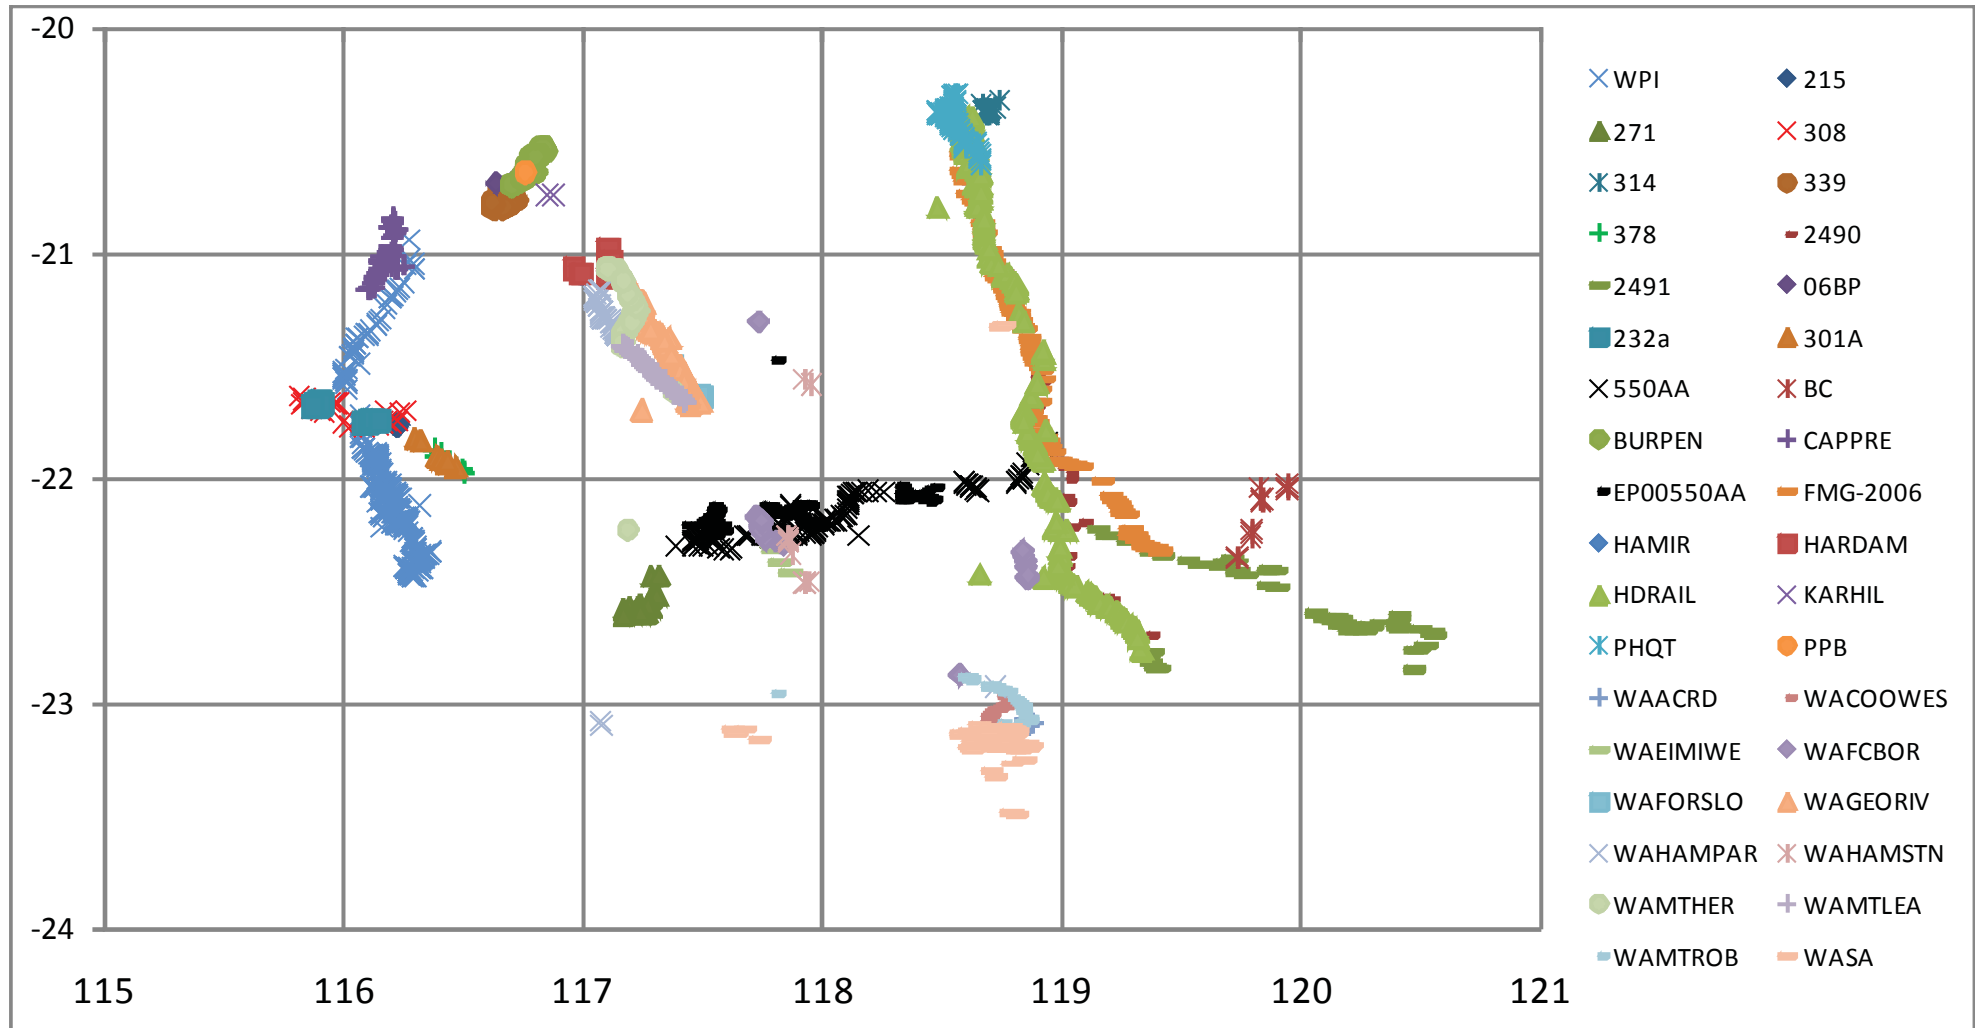 -20
-21
-22
-23
-24
115 116 117 118 119 120 121
WPI 215
271 308
314 339
378 2490
2491 06BP
232a 301A
550AA BC
BURPEN CAPPRE
EP00550AA FMG-2006
HAMIR HARDAM
HDRAIL KARHIL
PHQT PPB
WAACRD WACOOWES
WAEIMIWE WAFCBOR
WAFORSLO WAGEORIV
WAHAMPAR WAHAMSTN
WAMTHER WAMTLEA
WAMTROB WASA